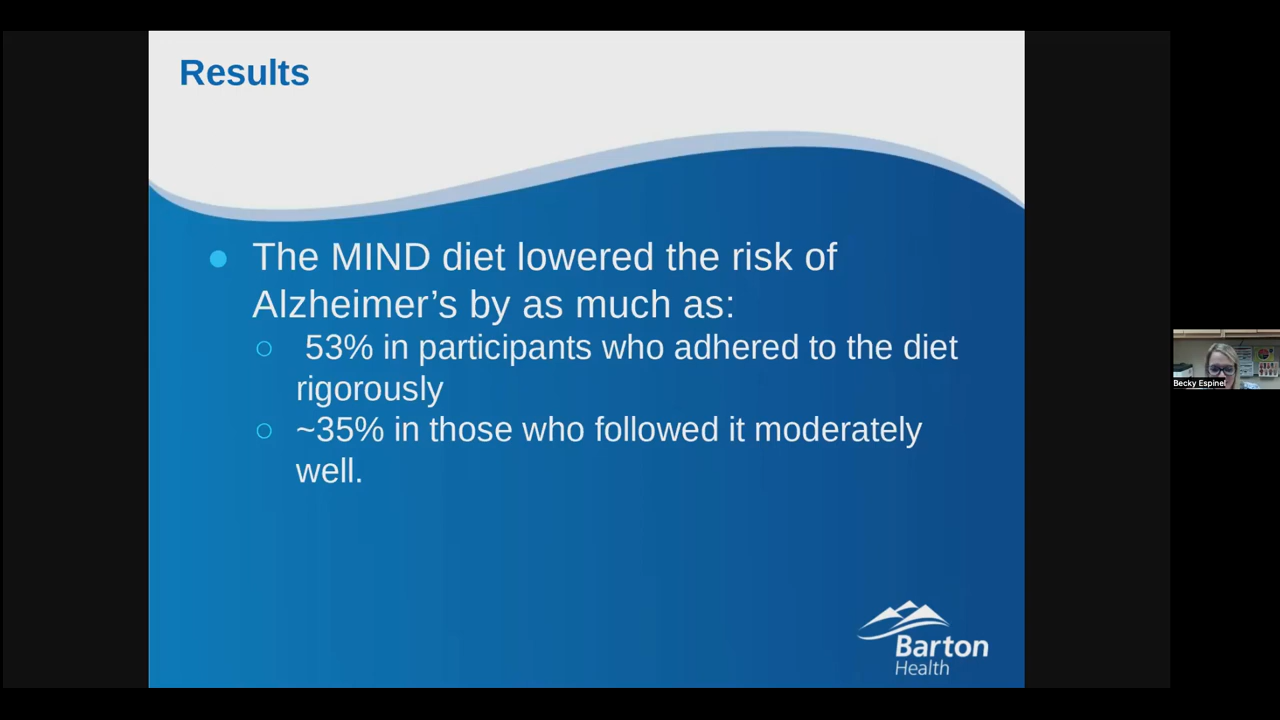 Results
● The MIND diet lowered the risk of
Alzheimer’s by as much as:
○ 53% in participants who adhered to the diet
rigorously
○ ~35% in those who followed it moderately
well.
Barton
Health
Becky Espinel